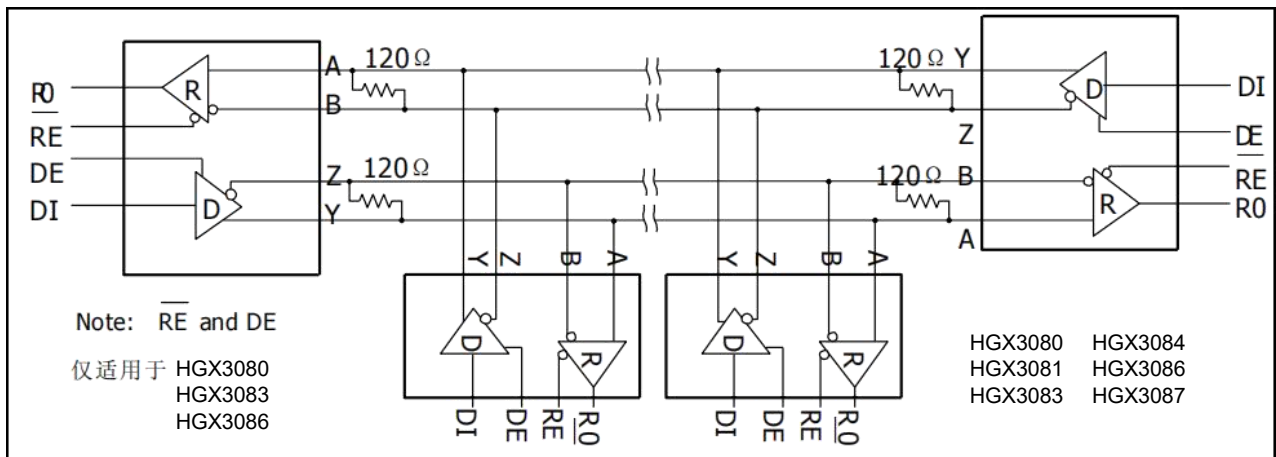 A 120Ω
120Ω Y
R
R0
B
D
DI
RE
Z
DE
DE
Z 120Ω
120Ω B
RE
DI
D
Y
R
R0
A
Y Z B A
Y Z B A
Note: RE and DE
D R
D R
仅适用于 HGX3080
HGX3083
HGX3086
HGX3080 HGX3084
HGX3081 HGX3086
HGX3083 HGX3087
DI DE RE R0
DI DE RE R0